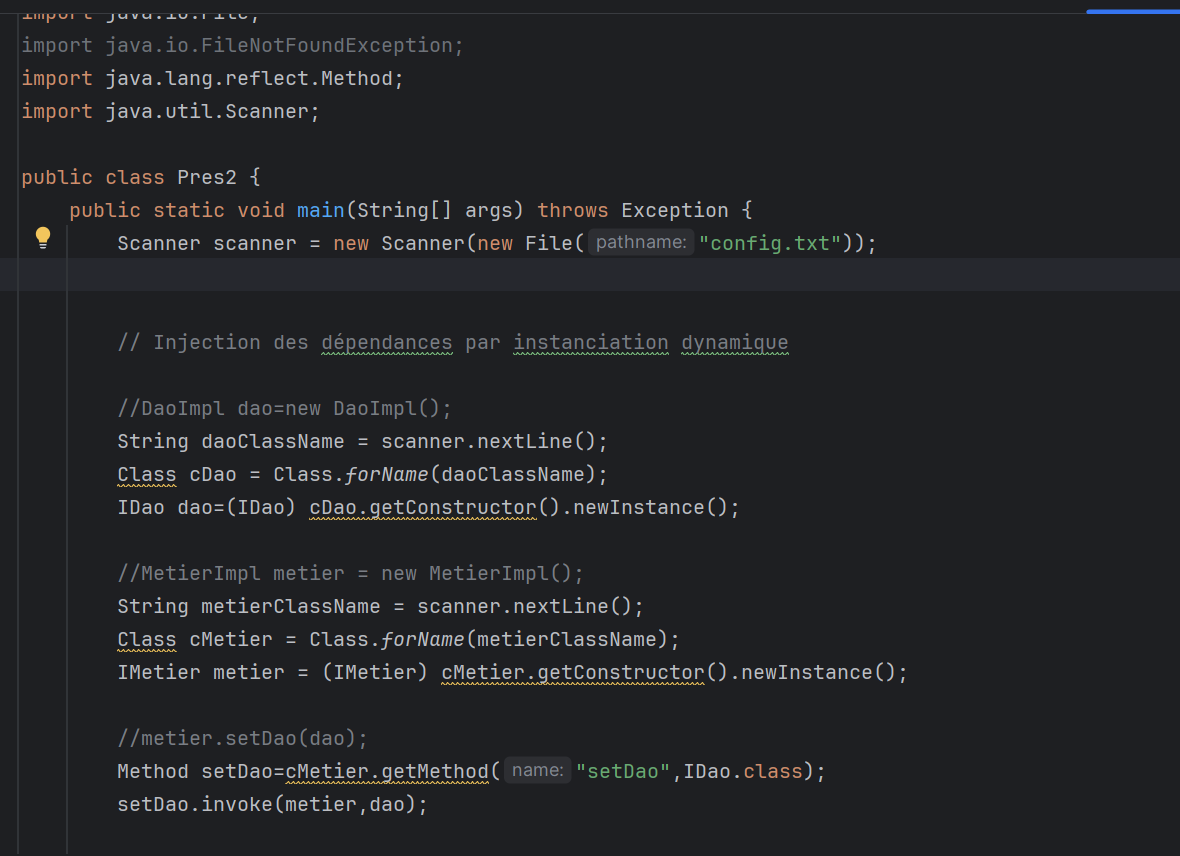 import java.io.File;
import java.io.FileNotFoundException;
import java.lang.reflect.Method;
import java.util.Scanner;
public class Pres2 {
public static void main(String[] args) throws Exception {
Scanner scanner = new Scanner(new File( pathname: "config.txt"));
// Injection des dépendances par instanciation dynamique
//DaoImpl dao=new DaoImpl();
String daoClassName = scanner.nextLine();
Class cDao = Class.forName(daoClassName);
IDao dao=(IDao) cDao.getConstructor().newInstance();
//MetierImpl metier = new MetierImpl();
String metierClassName = scanner.nextLine();
Class cMetier = Class.forName(metierClassName);
IMetier metier = (IMetier) cMetier.getConstructor().newInstance();
//metier.setDao(dao);
Method setDao=cMetier.getMethod( name: "setDao",IDao.class);
setDao.invoke(metier,dao);